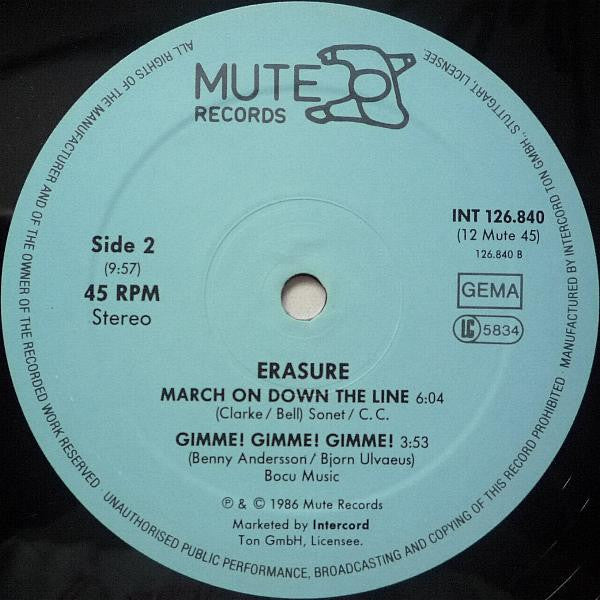 MUTE
RECORDS
INT 126.840
(12 Mute 45)
126.840 B
Side 2
(9:57)
45 RPM
Stereo
GEMA
LC 5834
ERASURE
MARCH ON DOWN THE LINE 6:04
(Clarke / Bell) Sonet / C. C.
GIMME! GIMME! GIMME! 3:53
(Benny Andersson / Bjorn Ulvaeus)
Bocu Music
℗ & © 1986 Mute Records
Marketed by Intercord
Ton GmbH, Licensee.
ALL RIGHTS OF THE MANUFACTURER AND OF THE OWNER OF THE RECORDED WORK RESERVED · UNAUTHORISED PUBLIC PERFORMANCE, BROADCASTING AND COPYING OF THIS RECORD PROHIBITED · MANUFACTURED BY INTERCORD TON GMBH., STUTTGART, LICENSEE.